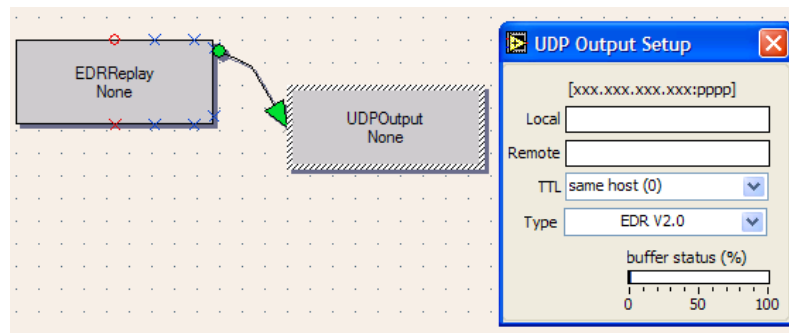 EDRReplay
None
UDPOutput
None
UDP Output Setup
[xxx.xxx.xxx.xxx:pppp]
Local
Remote
TTL same host (0)
Type EDR V2.0
buffer status (%)
0 50 100